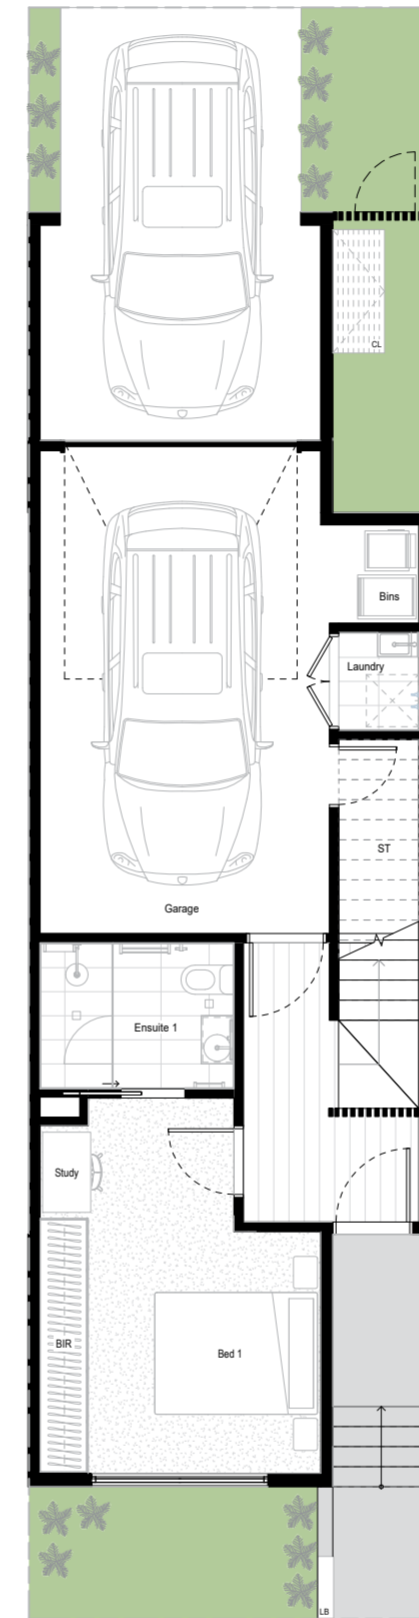 CL
Bins
Laundry
ST
Garage
Ensuite 1
Study
BIR
Bed 1
LB